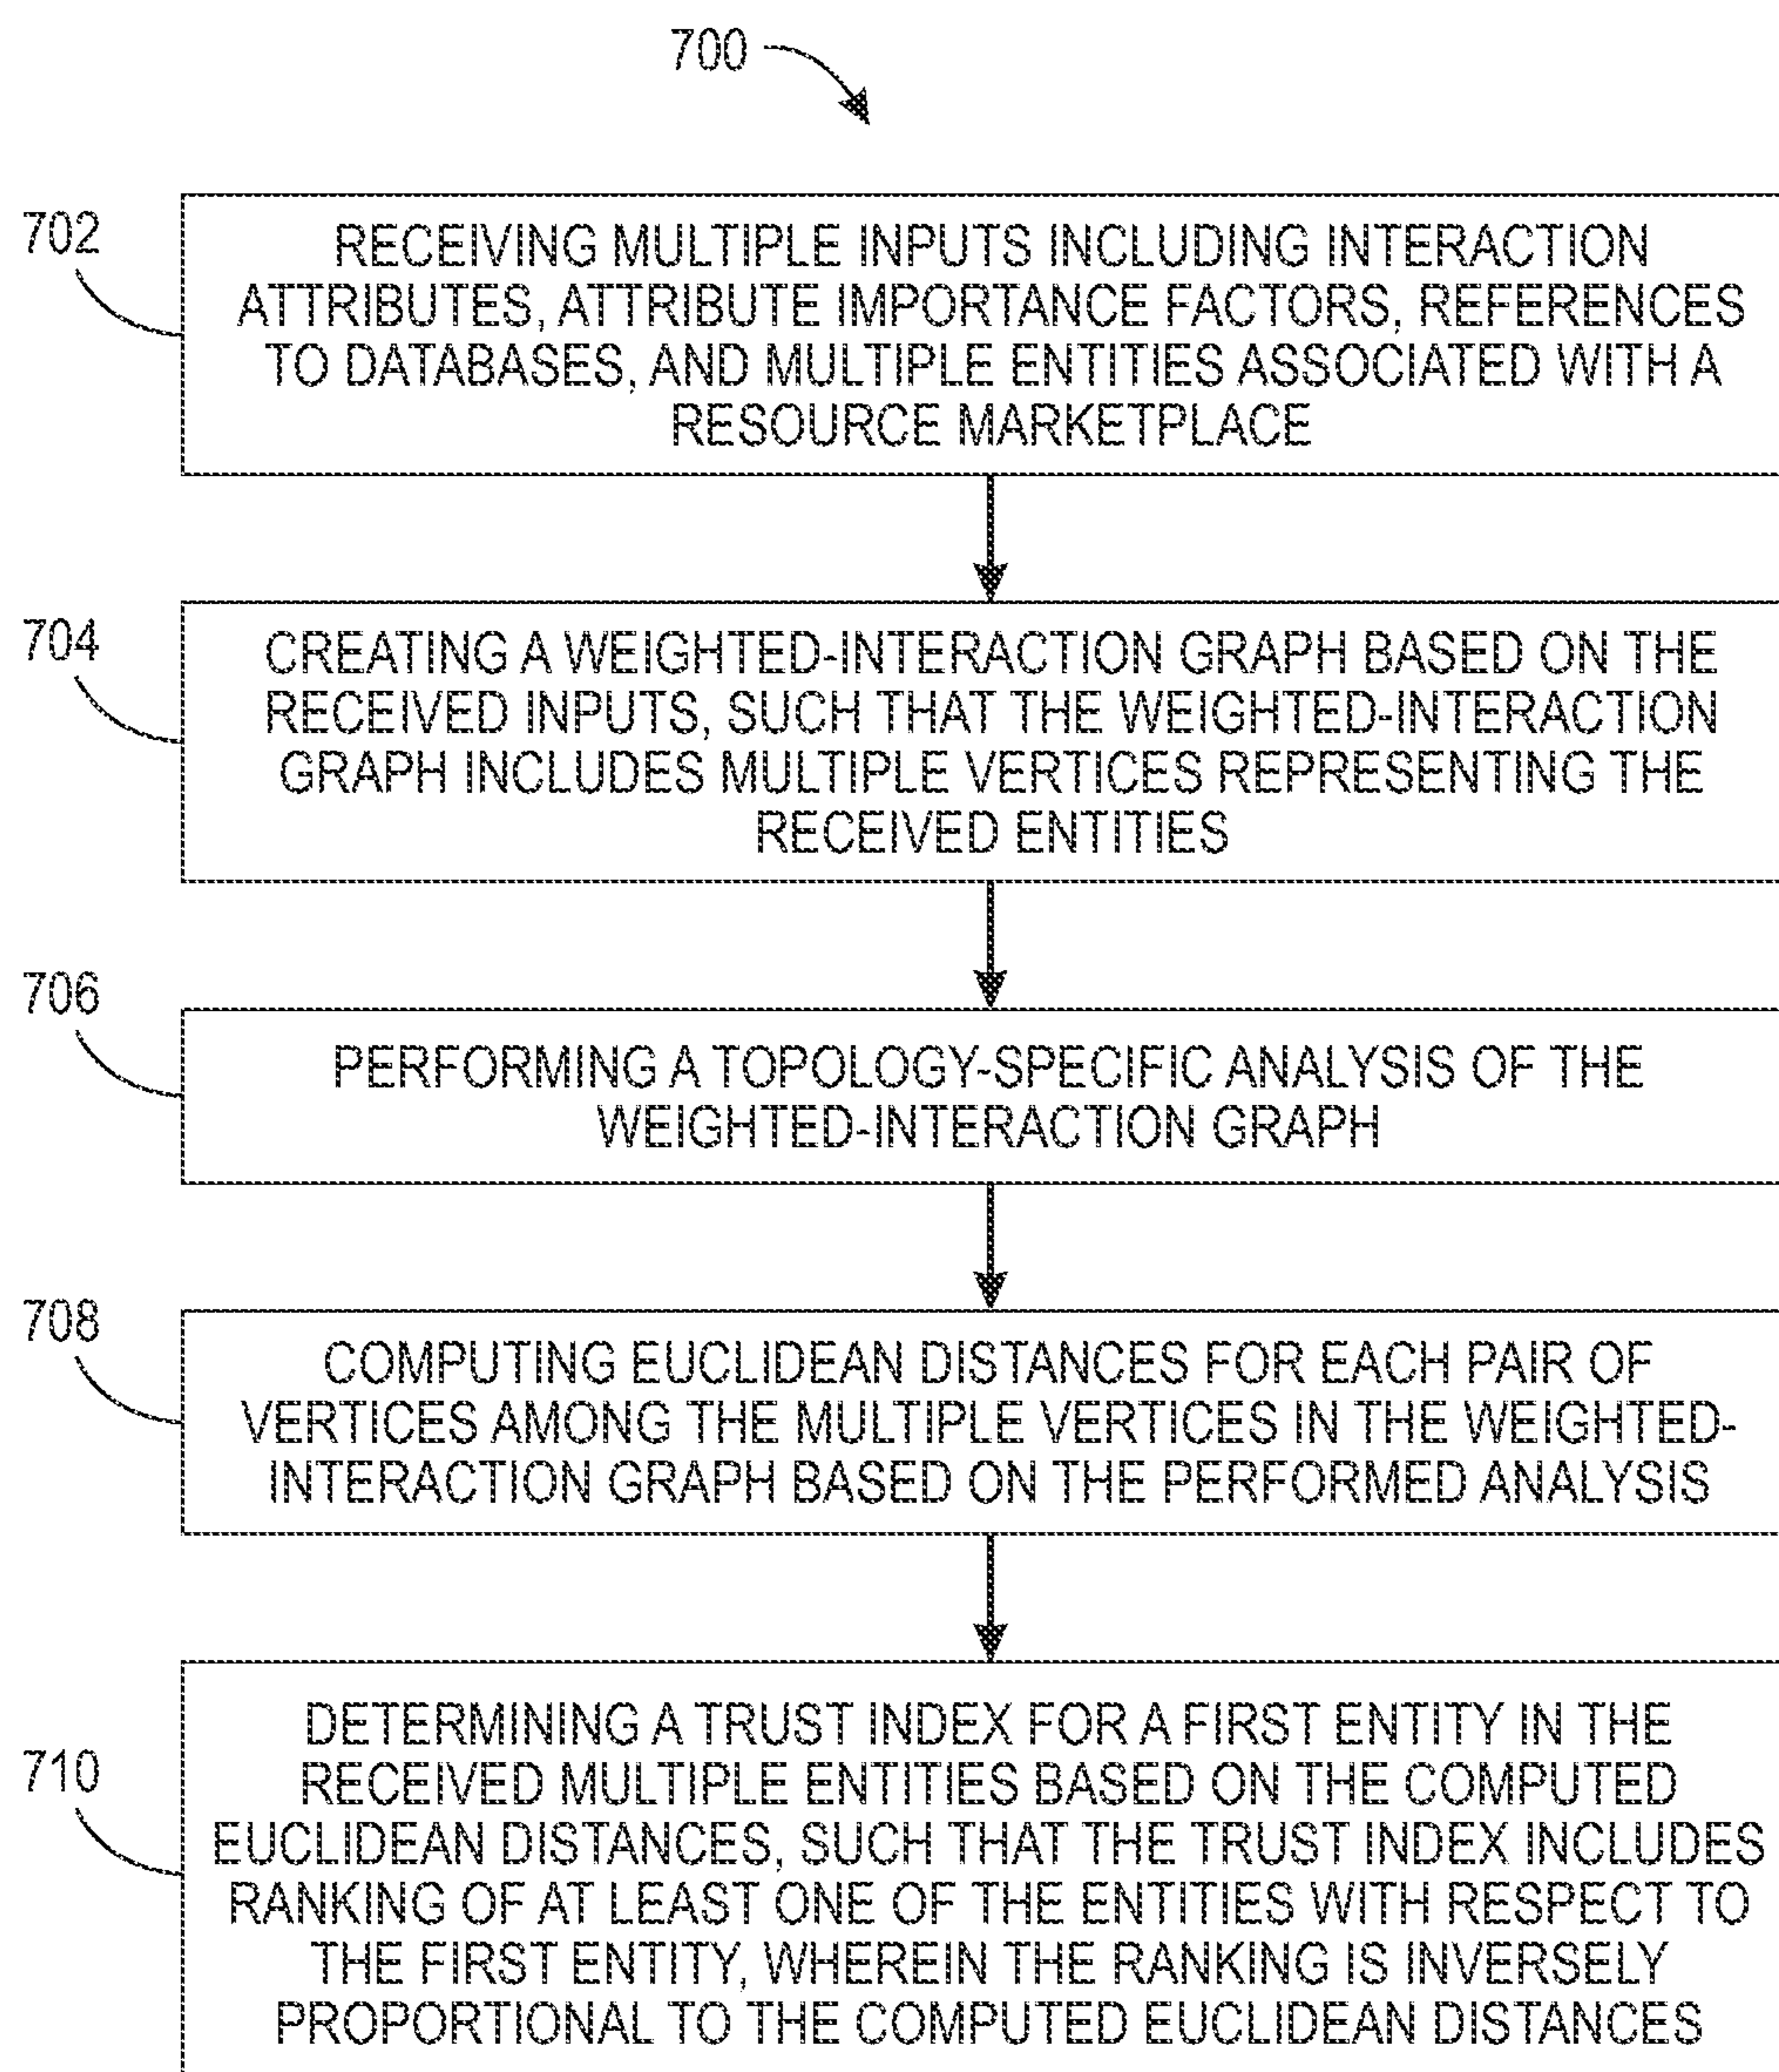 700
702
RECEIVING MULTIPLE INPUTS INCLUDING INTERACTION
ATTRIBUTES, ATTRIBUTE IMPORTANCE FACTORS, REFERENCES
TO DATABASES, AND MULTIPLE ENTITIES ASSOCIATED WITH A
RESOURCE MARKETPLACE
704
CREATING A WEIGHTED-INTERACTION GRAPH BASED ON THE
RECEIVED INPUTS, SUCH THAT THE WEIGHTED-INTERACTION
GRAPH INCLUDES MULTIPLE VERTICES REPRESENTING THE
RECEIVED ENTITIES
706
PERFORMING A TOPOLOGY-SPECIFIC ANALYSIS OF THE
WEIGHTED-INTERACTION GRAPH
708
COMPUTING EUCLIDEAN DISTANCES FOR EACH PAIR OF
VERTICES AMONG THE MULTIPLE VERTICES IN THE WEIGHTED-
INTERACTION GRAPH BASED ON THE PERFORMED ANALYSIS
710
DETERMINING A TRUST INDEX FOR A FIRST ENTITY IN THE
RECEIVED MULTIPLE ENTITIES BASED ON THE COMPUTED
EUCLIDEAN DISTANCES, SUCH THAT THE TRUST INDEX INCLUDES
RANKING OF AT LEAST ONE OF THE ENTITIES WITH RESPECT TO
THE FIRST ENTITY, WHEREIN THE RANKING IS INVERSELY
PROPORTIONAL TO THE COMPUTED EUCLIDEAN DISTANCES